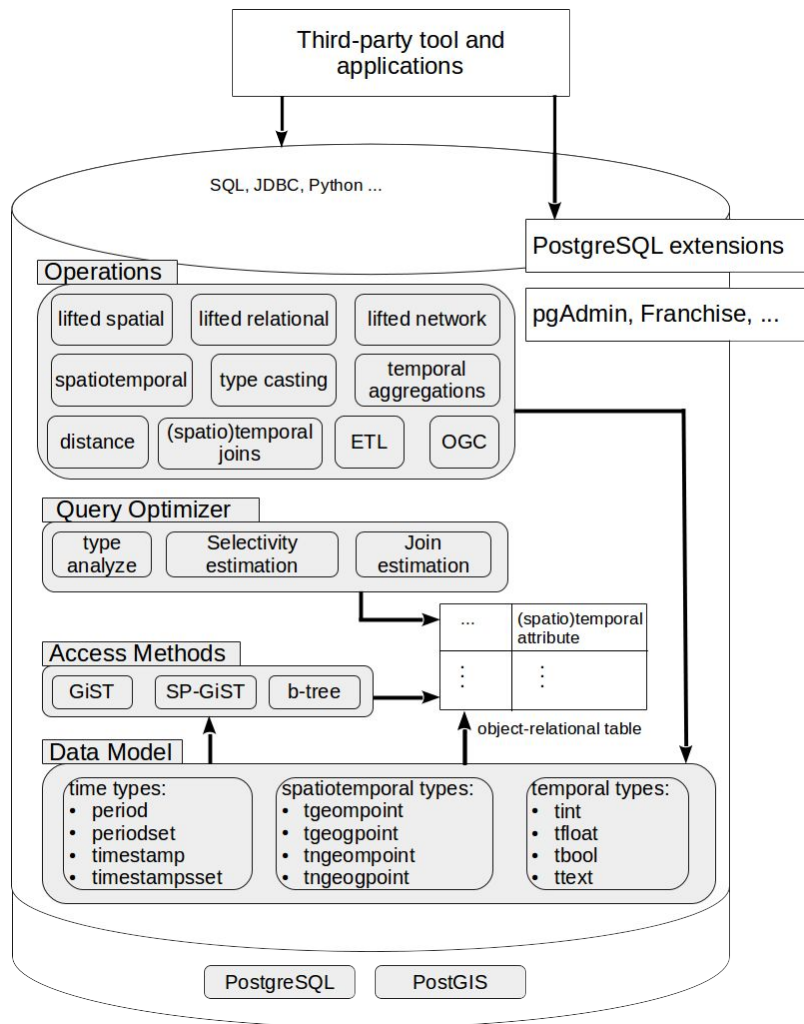 Third-party tool and
applications
SQL, JDBC, Python ...
PostgreSQL extensions
pgAdmin, Franchise, ...
Operations
lifted spatial
lifted relational
lifted network
spatiotemporal
type casting
temporal
aggregations
distance
(spatio)temporal
joins
ETL
OGC
Query Optimizer
type
analyze
Selectivity
estimation
Join
estimation
... (spatio)temporal
attribute
object-relational table
Access Methods
GiST
SP-GiST
b-tree
Data Model
time types:
• period
• periodset
• timestamp
• timestampsset
spatiotemporal types:
• tgeompoint
• tgeogpoint
• tngeompoint
• tngeogpoint
temporal types:
• tint
• tfloat
• tbool
• ttext
PostgreSQL
PostGIS